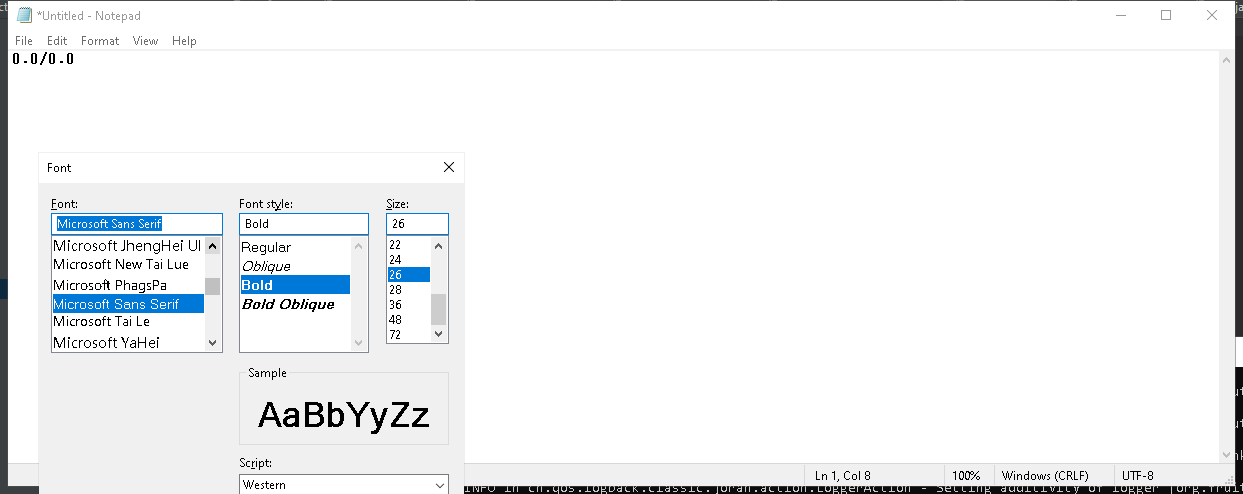 *Untitled - Notepad
File Edit Format View Help
0.0/0.0
Font
Font: Font style: Size:
Microsoft Sans Serif Bold 26
Microsoft JhengHei UI
Microsoft New Tai Lue
Microsoft PhagsPa
Microsoft Sans Serif
Microsoft Tai Le
Microsoft YaHei
Regular
Oblique
Bold
Bold Oblique
22
24
26
28
36
48
72
Sample
AaBbYyZz
Script:
Western
Ln 1, Col 8 100% Windows (CRLF) UTF-8
INFO in ch.qos.logback.classic.joran.action.LoggerAction - Setting additivity of logger